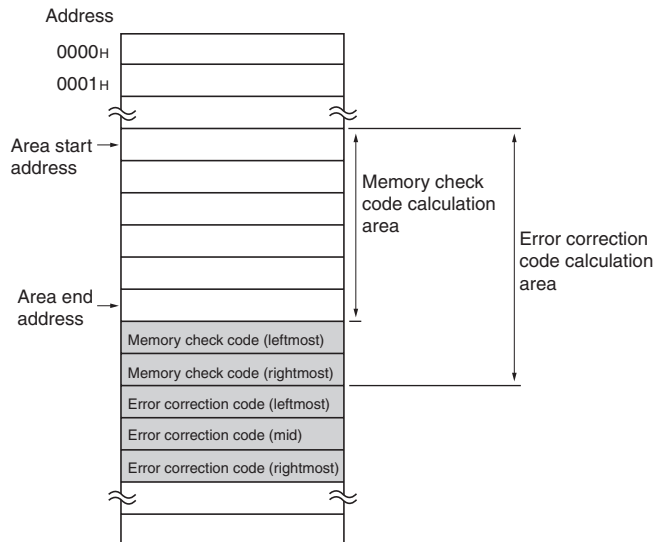 Address
0000H
0001H
Area start
address
Memory check
code calculation
area
Error correction
code calculation
area
Area end
address
Memory check code (leftmost)
Memory check code (rightmost)
Error correction code (leftmost)
Error correction code (mid)
Error correction code (rightmost)